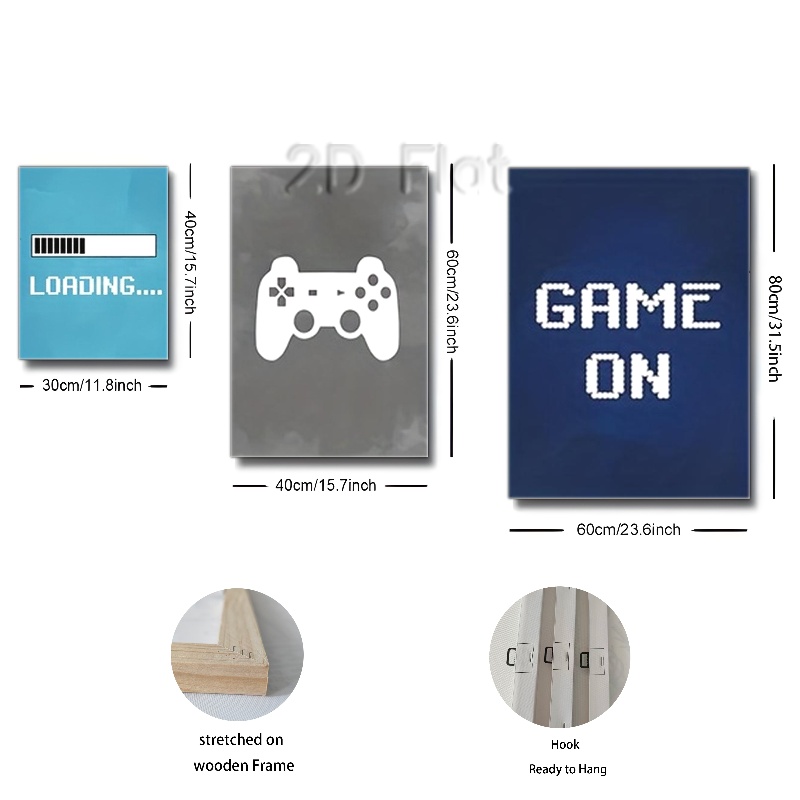 2D Flat
LOADING....
40cm/15.7inch
30cm/11.8inch
60cm/23.6inch
40cm/15.7inch
GAME
ON
80cm/31.5inch
60cm/23.6inch
stretched on
wooden Frame
Hook
Ready to Hang